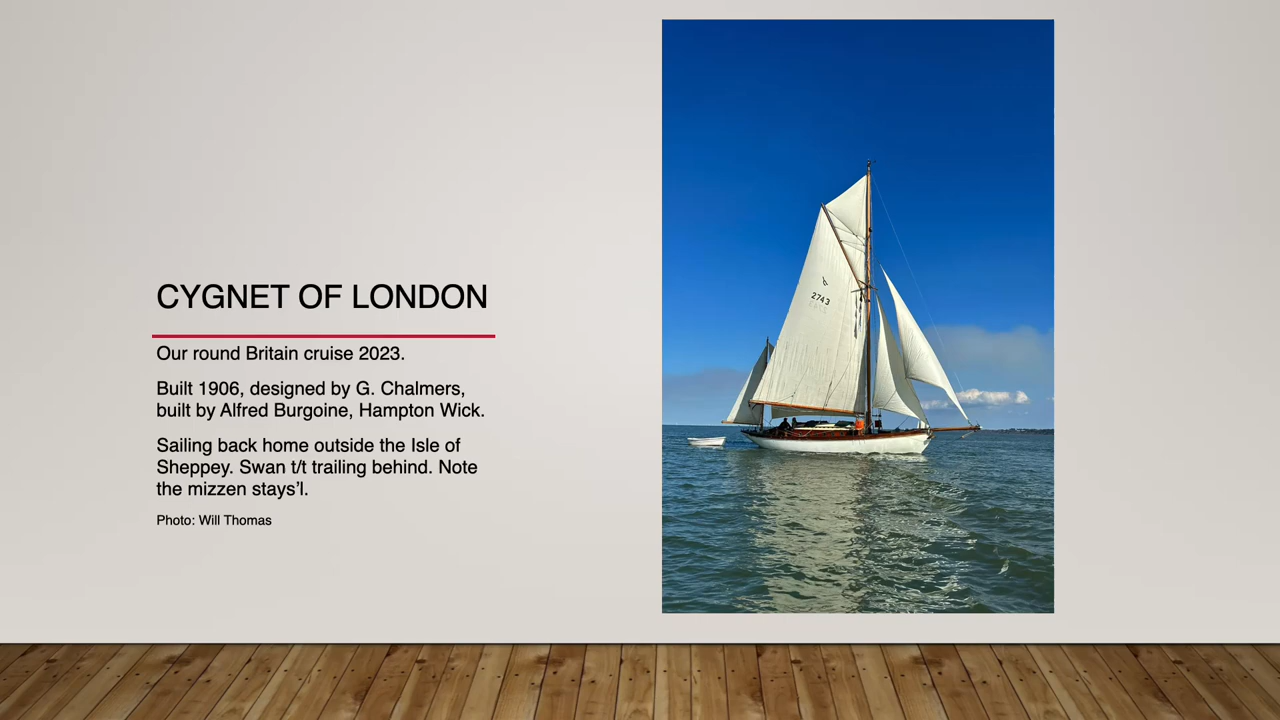 CYGNET OF LONDON
Our round Britain cruise 2023.
Built 1906, designed by G. Chalmers,
built by Alfred Burgoine, Hampton Wick.
Sailing back home outside the Isle of
Sheppey. Swan t/t trailing behind. Note
the mizzen stays’l.
Photo: Will Thomas
2743